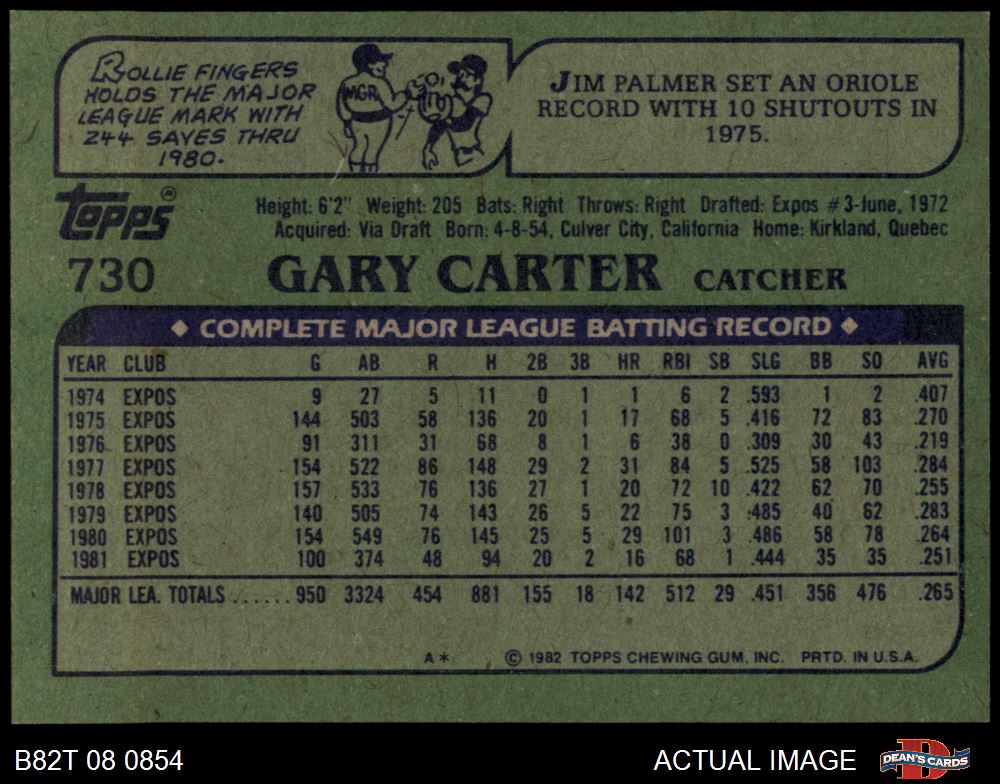 ROLLIE FINGERS
HOLDS THE MAJOR
LEAGUE MARK WITH
244 SAVES THRU
1980.
MGR.
JIM PALMER SET AN ORIOLE
RECORD WITH 10 SHUTOUTS IN
1975.
Topps®
Height: 6'2" Weight: 205 Bats: Right Throws: Right Drafted: Expos #3-June, 1972
Acquired: Via Draft Born: 4-8-54, Culver City, California Home: Kirkland, Quebec
730 GARY CARTER CATCHER
◆ COMPLETE MAJOR LEAGUE BATTING RECORD ◆
YEAR CLUB G AB R H 2B 3B HR RBI SB SLG BB SO AVG
1974 EXPOS 9 27 5 11 0 1 1 6 2 .593 1 2 .407
1975 EXPOS 144 503 58 136 20 1 17 68 5 .416 72 83 .270
1976 EXPOS 91 311 31 68 8 1 6 38 0 .309 30 43 .219
1977 EXPOS 154 522 86 148 29 2 31 84 5 .525 58 103 .284
1978 EXPOS 157 533 76 136 27 1 20 72 10 .422 62 70 .255
1979 EXPOS 140 505 74 143 26 5 22 75 3 .485 40 62 .283
1980 EXPOS 154 549 76 145 25 5 29 101 3 .486 58 78 .264
1981 EXPOS 100 374 48 94 20 2 16 68 1 .444 35 35 .251
MAJOR LEA. TOTALS ......950 3324 454 881 155 18 142 512 29 .451 356 476 .265
A* © 1982 TOPPS CHEWING GUM, INC. PRTD. IN U.S.A.
B82T 08 0854 ACTUAL IMAGE DEAN'S CARDS